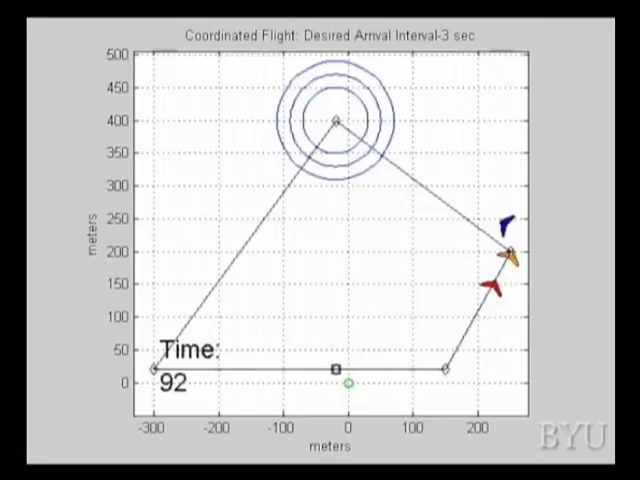 Coordinated Flight: Desired Arrival Interval-3 sec
500
450
400
350
300
250
200
150
100
50
0
meters
Time:
92
-300 -200 -100 0 100 200
meters
BYU